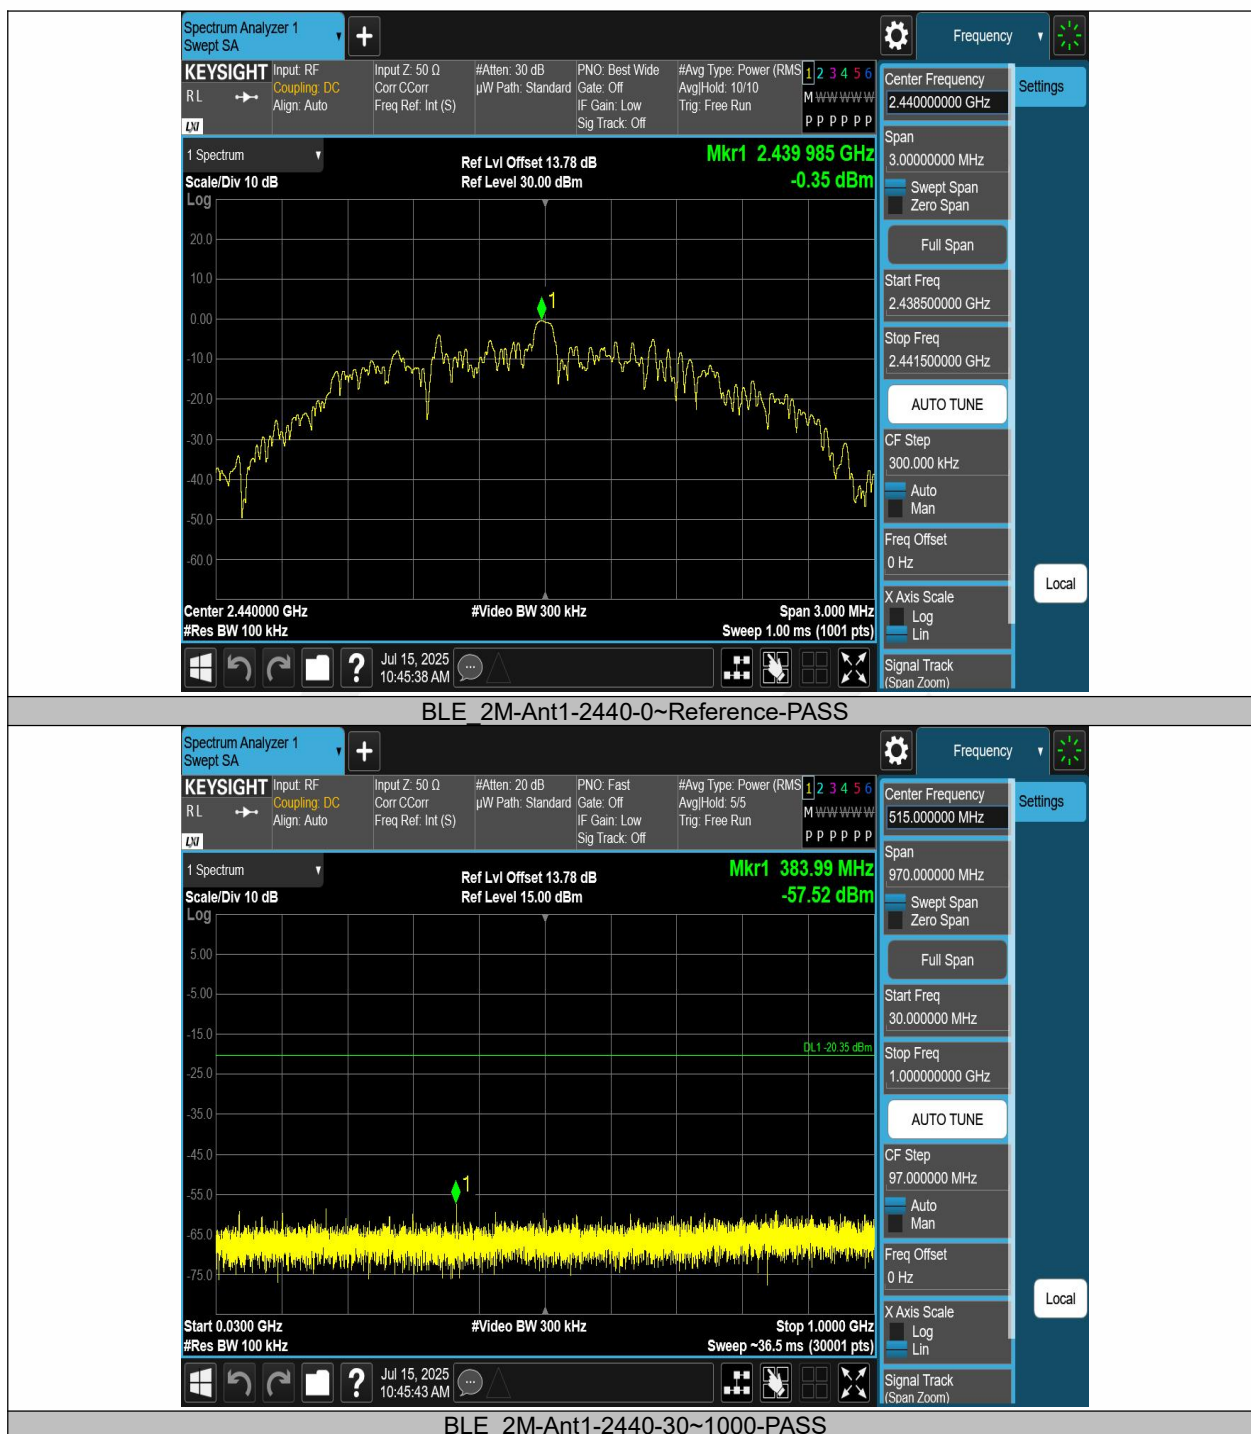 Spectrum Analyzer 1
Swept SA
Frequency
KEYSIGHT
RL
LXI
Input: RF
Coupling: DC
Align: Auto
Input Z: 50 Ω
Corr CCorr
Freq Ref: Int (S)
#Atten: 30 dB
µW Path: Standard
PNO: Best Wide
Gate: Off
IF Gain: Low
Sig Track: Off
#Avg Type: Power (RMS
Avg|Hold: 10/10
Trig: Free Run
1 2 3 4 5 6
M W W W W W
P P P P P P
1 Spectrum
Scale/Div 10 dB
Log
Ref Lvl Offset 13.78 dB
Ref Level 30.00 dBm
Mkr1 2.439 985 GHz
-0.35 dBm
1
20.0
10.0
0.00
-10.0
-20.0
-30.0
-40.0
-50.0
-60.0
Center 2.440000 GHz
#Res BW 100 kHz
#Video BW 300 kHz
Span 3.000 MHz
Sweep 1.00 ms (1001 pts)
Jul 15, 2025
10:45:38 AM
Center Frequency
2.440000000 GHz
Span
3.00000000 MHz
Swept Span
Zero Span
Full Span
Start Freq
2.438500000 GHz
Stop Freq
2.441500000 GHz
AUTO TUNE
CF Step
300.000 kHz
Auto
Man
Freq Offset
0 Hz
X Axis Scale
Log
Lin
Signal Track
(Span Zoom)
Settings
Local
BLE_2M-Ant1-2440-0~Reference-PASS
Spectrum Analyzer 1
Swept SA
Frequency
KEYSIGHT
RL
LXI
Input: RF
Coupling: DC
Align: Auto
Input Z: 50 Ω
Corr CCorr
Freq Ref: Int (S)
#Atten: 20 dB
µW Path: Standard
PNO: Fast
Gate: Off
IF Gain: Low
Sig Track: Off
#Avg Type: Power (RMS
Avg|Hold: 5/5
Trig: Free Run
1 2 3 4 5 6
M W W W W W
P P P P P P
1 Spectrum
Scale/Div 10 dB
Log
Ref Lvl Offset 13.78 dB
Ref Level 15.00 dBm
Mkr1 383.99 MHz
-57.52 dBm
5.00
-5.00
-15.0
DL1 -20.35 dBm
-25.0
-35.0
-45.0
1
-55.0
-65.0
-75.0
Start 0.0300 GHz
#Res BW 100 kHz
#Video BW 300 kHz
Stop 1.0000 GHz
Sweep ~36.5 ms (30001 pts)
Jul 15, 2025
10:45:43 AM
Center Frequency
515.000000 MHz
Span
970.000000 MHz
Swept Span
Zero Span
Full Span
Start Freq
30.000000 MHz
Stop Freq
1.000000000 GHz
AUTO TUNE
CF Step
97.000000 MHz
Auto
Man
Freq Offset
0 Hz
X Axis Scale
Log
Lin
Signal Track
(Span Zoom)
Settings
Local
BLE_2M-Ant1-2440-30~1000-PASS